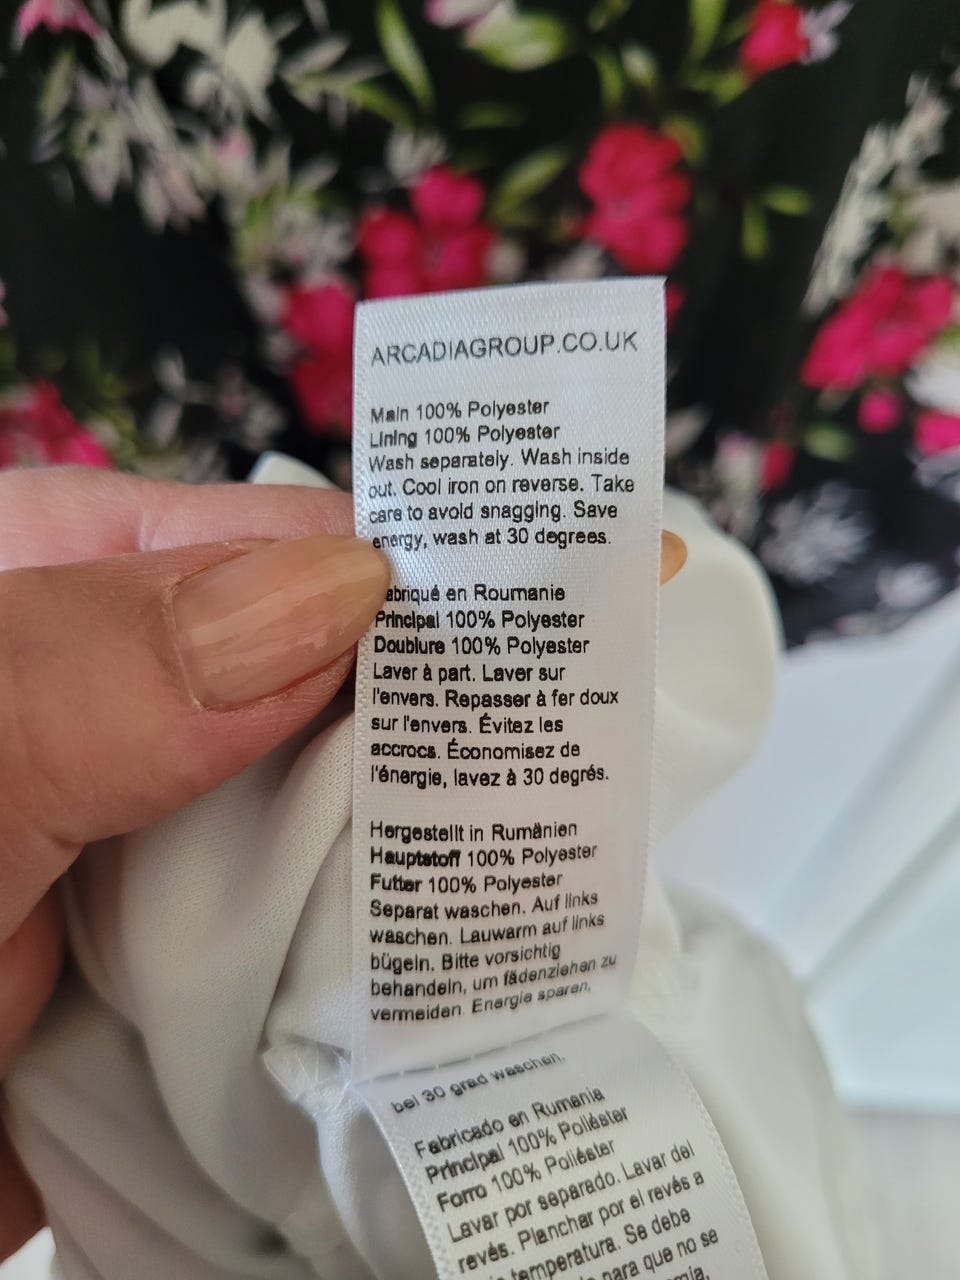 ARCADIAGROUP.CO.UK
Main 100% Polyester
Lining 100% Polyester
Wash separately. Wash inside
out. Cool iron on reverse. Take
care to avoid snagging. Save
energy, wash at 30 degrees.
abriqué en Roumanie
Principal 100% Polyester
Doublure 100% Polyester
Laver à part. Laver sur
l'envers. Repasser à fer doux
sur l'envers. Évitez les
accrocs. Économisez de
l'énergie, lavez à 30 degrés.
Hergestellt in Rumänien
Hauptstoff 100% Polyester
Futter 100% Polyester
Separat waschen. Auf links
waschen. Lauwarm auf links
bügeln. Bitte vorsichtig
behandeln, um fädenziehen zu
vermeiden. Energie sparen,
bei 30 grad waschen.
Fabricado en Rumania
Principal 100% Poliéster
Forro 100% Poliéster
Lavar por separado. Lavar del
revés. Planchar por el revés a
temperatura. Se debe
para que no se